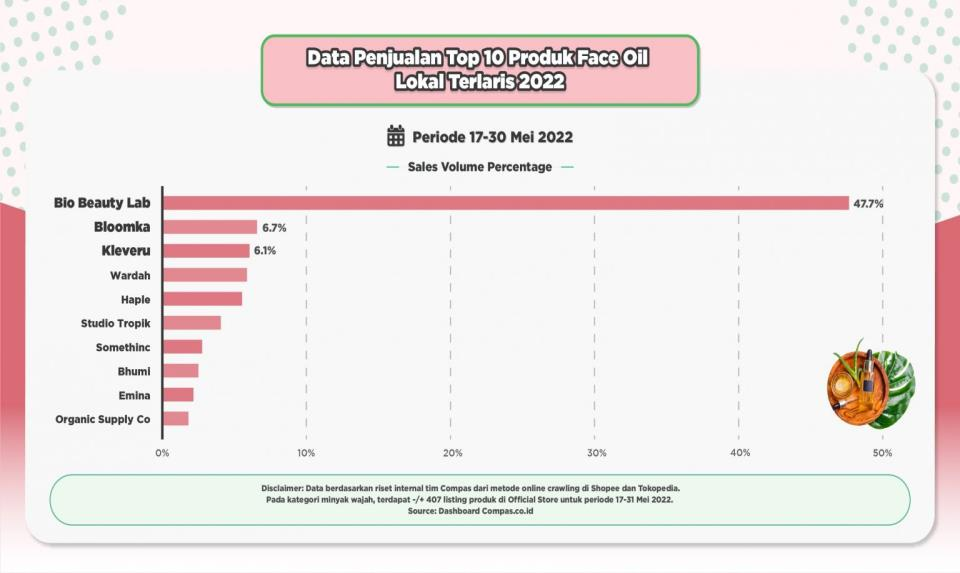 Data Penjualan Top 10 Produk Face Oil
Lokal Terlaris 2022
Periode 17-30 Mei 2022
Sales Volume Percentage
Bio Beauty Lab
47.7%
Bloomka
6.7%
Kleveru
6.1%
Wardah
Haple
Studio Tropik
Somethinc
Bhumi
Emina
Organic Supply Co
0%
10%
20%
30%
40%
50%
Disclaimer: Data berdasarkan riset internal tim Compas dari metode online crawling di Shopee dan Tokopedia.
Pada kategori minyak wajah, terdapat -/+ 407 listing produk di Official Store untuk periode 17-31 Mei 2022.
Source: Dashboard Compas.co.id